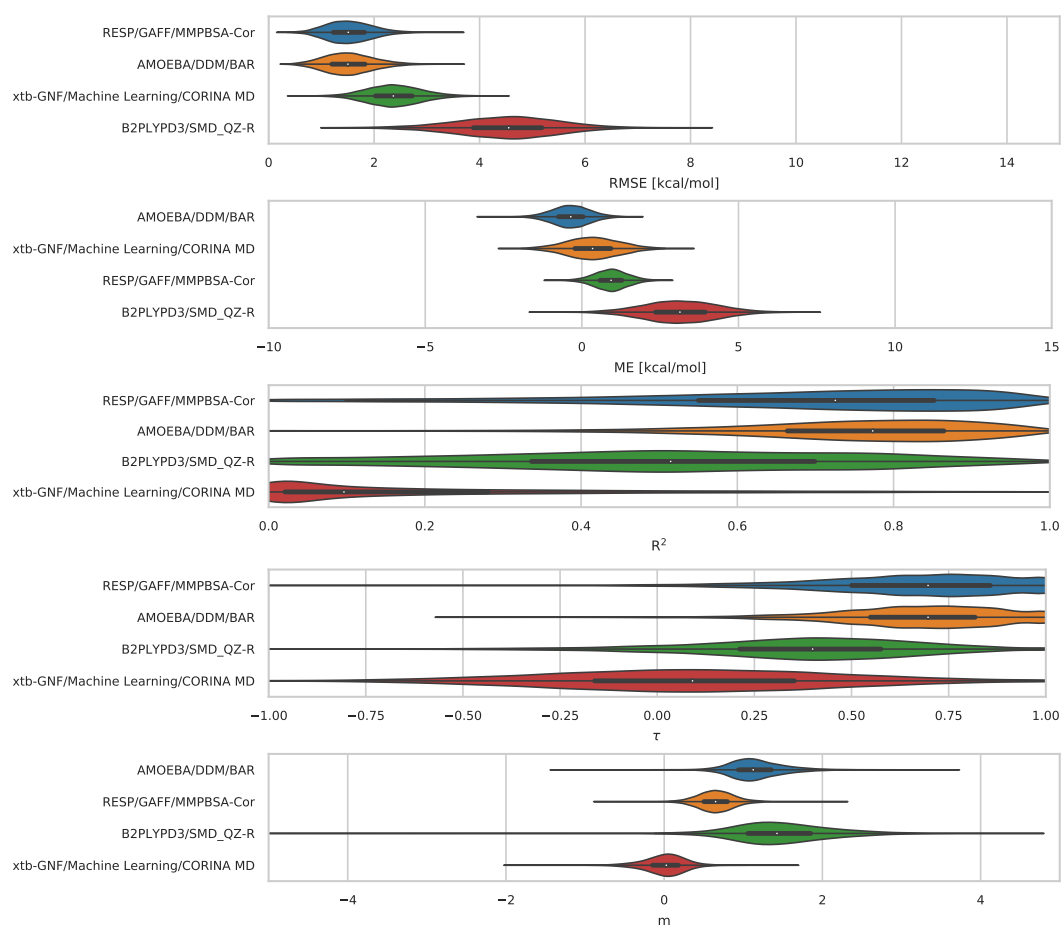 RESP/GAFF/MMPBSA-Cor
AMOEBA/DDM/BAR
xtb-GNF/Machine Learning/CORINA MD
B2PLYPD3/SMD_QZ-R
0 2 4 6 8 10 12 14
RMSE [kcal/mol]
AMOEBA/DDM/BAR
xtb-GNF/Machine Learning/CORINA MD
RESP/GAFF/MMPBSA-Cor
B2PLYPD3/SMD_QZ-R
−10 −5 0 5 10 15
ME [kcal/mol]
RESP/GAFF/MMPBSA-Cor
AMOEBA/DDM/BAR
B2PLYPD3/SMD_QZ-R
xtb-GNF/Machine Learning/CORINA MD
0.0 0.2 0.4 0.6 0.8 1.0
R²
RESP/GAFF/MMPBSA-Cor
AMOEBA/DDM/BAR
B2PLYPD3/SMD_QZ-R
xtb-GNF/Machine Learning/CORINA MD
−1.00 −0.75 −0.50 −0.25 0.00 0.25 0.50 0.75 1.00
τ
AMOEBA/DDM/BAR
RESP/GAFF/MMPBSA-Cor
B2PLYPD3/SMD_QZ-R
xtb-GNF/Machine Learning/CORINA MD
−4 −2 0 2 4
m